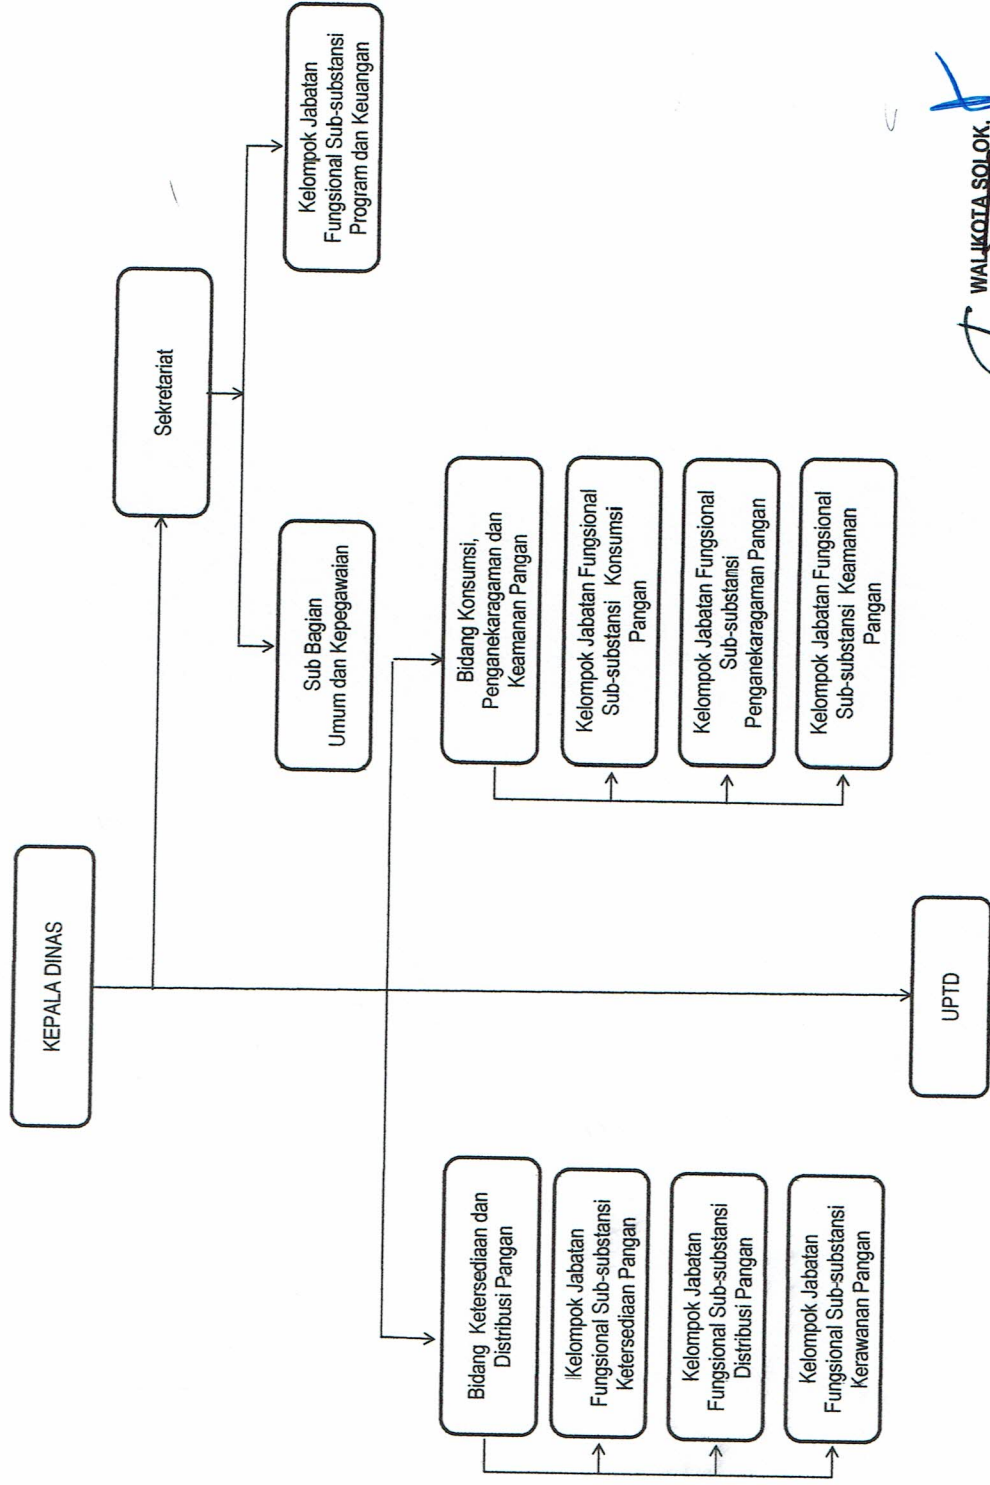 KEPALA DINAS
Sekretariat
Sub Bagian
Umum dan Kepegawaian
Kelompok Jabatan
Fungsional Sub-substansi
Program dan Keuangan
Bidang Ketersediaan dan
Distribusi Pangan
Kelompok Jabatan
Fungsional Sub-substansi
Ketersediaan Pangan
Kelompok Jabatan
Fungsional Sub-substansi
Distribusi Pangan
Kelompok Jabatan
Fungsional Sub-substansi
Kerawanan Pangan
Bidang Konsumsi,
Penganekaragaman dan
Keamanan Pangan
Kelompok Jabatan Fungsional
Sub-substansi Konsumsi
Pangan
Kelompok Jabatan Fungsional
Sub-substansi
Penganekaragaman Pangan
Kelompok Jabatan Fungsional
Sub-substansi Keamanan
Pangan
UPTD
WALIKOTA SOLOK,